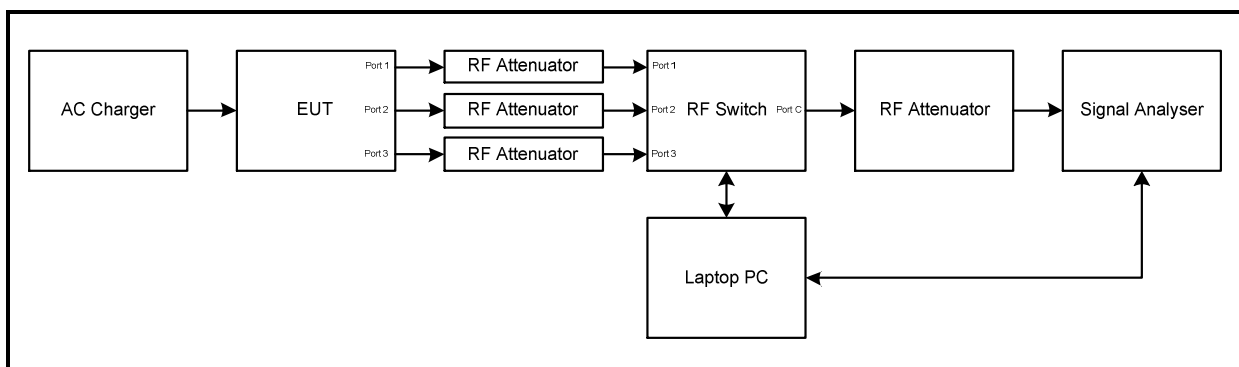 AC Charger
EUT
Port 1
Port 2
Port 3
RF Attenuator
RF Attenuator
RF Attenuator
Port 1
Port 2
Port 3
RF Switch
Port C
RF Attenuator
Signal Analyser
Laptop PC